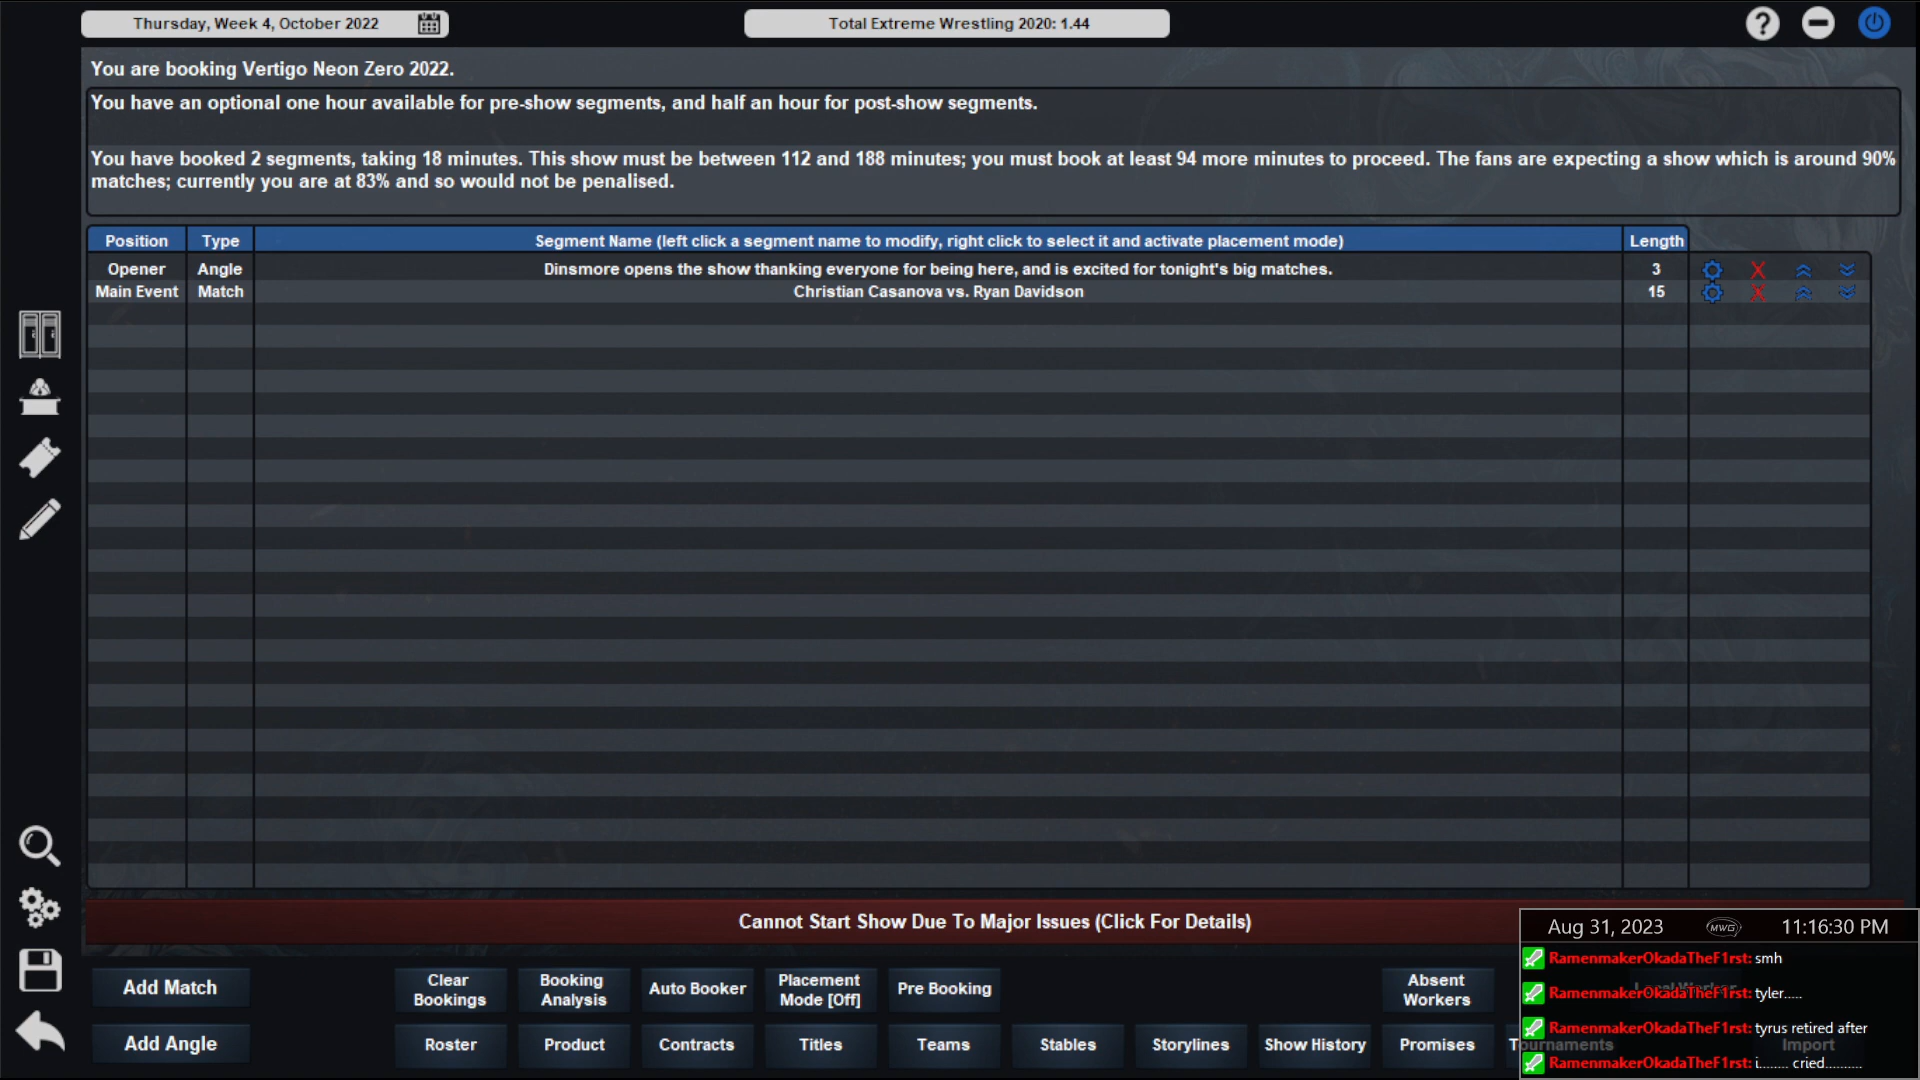 Thursday, Week 4, October 2022
Total Extreme Wrestling 2020: 1.44
?
You are booking Vertigo Neon Zero 2022.
You have an optional one hour available for pre-show segments, and half an hour for post-show segments.
You have booked 2 segments, taking 18 minutes. This show must be between 112 and 188 minutes; you must book at least 94 more minutes to proceed. The fans are expecting a show which is around 90%
matches; currently you are at 83% and so would not be penalised.
Position Type Segment Name (left click a segment name to modify, right click to select it and activate placement mode) Length
Opener Angle Dinsmore opens the show thanking everyone for being here, and is excited for tonight's big matches. 3
Main Event Match Christian Casanova vs. Ryan Davidson 15
Cannot Start Show Due To Major Issues (Click For Details)
Add Match
Clear Bookings
Booking Analysis
Auto Booker
Placement Mode [Off]
Pre Booking
Absent Workers
Add Angle
Roster
Product
Contracts
Titles
Teams
Stables
Storylines
Show History
Promises
Tournaments
Import
Aug 31, 2023 MWG 11:16:30 PM
RamenmakerOkadaTheF1rst: smh
RamenmakerOkadaTheF1rst: tyler.....
RamenmakerOkadaTheF1rst: tyrus retired after
RamenmakerOkadaTheF1rst: i........ cried..........